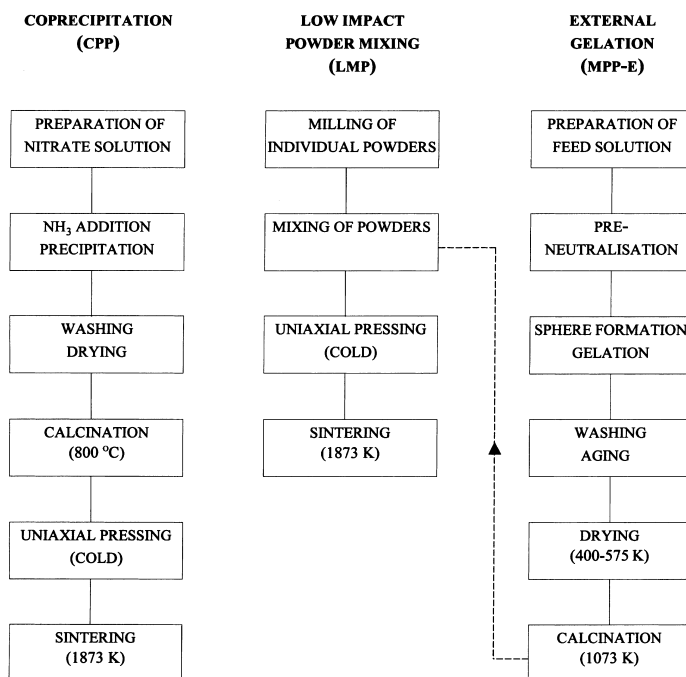 COPRECIPITATION
(CPP)
PREPARATION OF
NITRATE SOLUTION
NH₃ ADDITION
PRECIPITATION
WASHING
DRYING
CALCINATION
(800 °C)
UNIAXIAL PRESSING
(COLD)
SINTERING
(1873 K)
LOW IMPACT
POWDER MIXING
(LMP)
MILLING OF
INDIVIDUAL POWDERS
MIXING OF POWDERS
UNIAXIAL PRESSING
(COLD)
SINTERING
(1873 K)
EXTERNAL
GELATION
(MPP-E)
PREPARATION OF
FEED SOLUTION
PRE-
NEUTRALISATION
SPHERE FORMATION
GELATION
WASHING
AGING
DRYING
(400-575 K)
CALCINATION
(1073 K)